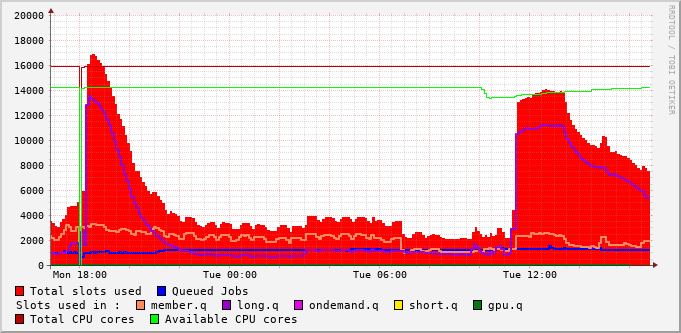 20000
18000
16000
14000
12000
10000
8000
6000
4000
2000
0
Mon 18:00 Tue 00:00 Tue 06:00 Tue 12:00
RRDTOOL / TOBI OETIKER
Total slots used Queued Jobs
Slots used in : member.q long.q ondemand.q short.q gpu.q
Total CPU cores Available CPU cores